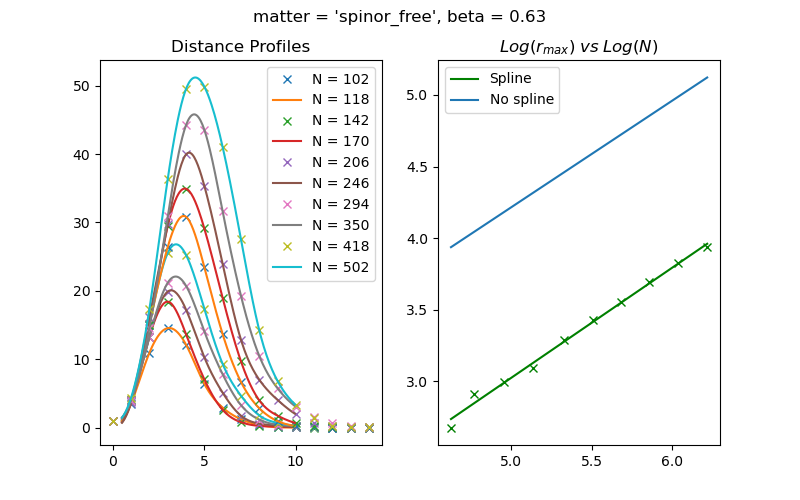 matter = 'spinor_free', beta = 0.63
Distance Profiles
50
40
30
20
10
0
0
5
10
N = 102
N = 118
N = 142
N = 170
N = 206
N = 246
N = 294
N = 350
N = 418
N = 502
Log(r_max) vs Log(N)
5.0
4.5
4.0
3.5
3.0
5.0
5.5
6.0
Spline
No spline